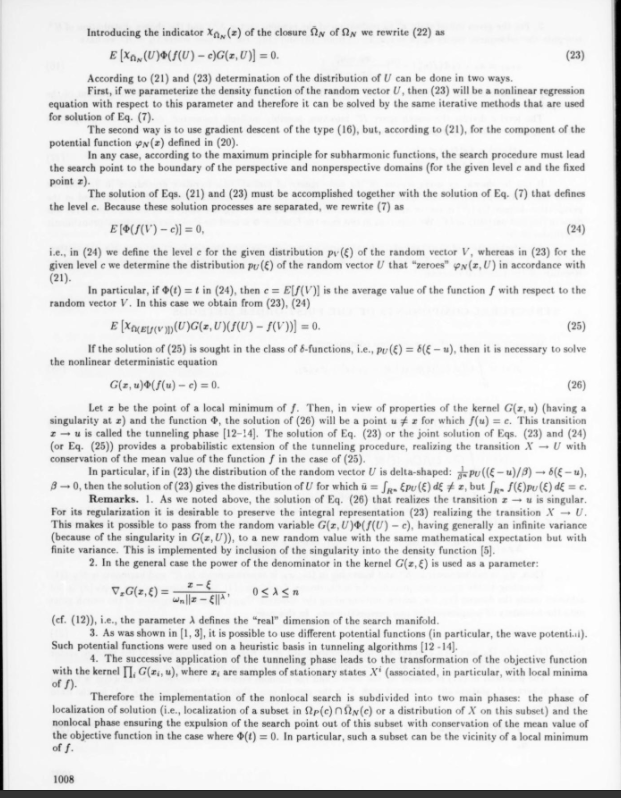 Introducing the indicator χ_{Ω̄_N}(x) of the closure Ω̄_N of Ω_N we rewrite (22) as
E [χ_{Ω̄_N}(U)Φ(f(U) − c)G(x, U)] = 0. (23)
According to (21) and (23) determination of the distribution of U can be done in two ways.
First, if we parameterize the density function of the random vector U, then (23) will be a nonlinear regression
equation with respect to this parameter and therefore it can be solved by the same iterative methods that are used
for solution of Eq. (7).
The second way is to use gradient descent of the type (16), but, according to (21), for the component of the
potential function φ_N(x) defined in (20).
In any case, according to the maximum principle for subharmonic functions, the search procedure must lead
the search point to the boundary of the perspective and nonperspective domains (for the given level c and the fixed
point x).
The solution of Eqs. (21) and (23) must be accomplished together with the solution of Eq. (7) that defines
the level c. Because these solution processes are separated, we rewrite (7) as
E[Φ(f(V) − c)] = 0, (24)
i.e., in (24) we define the level c for the given distribution p_V(ξ) of the random vector V, whereas in (23) for the
given level c we determine the distribution p_U(ξ) of the random vector U that "zeroes" φ_N(x, U) in accordance with
(21).
In particular, if Φ(t) = t in (24), then c = E[f(V)] is the average value of the function f with respect to the
random vector V. In this case we obtain from (23), (24)
E [χ_{Ω(E[f(V)])}(U)G(x, U)(f(U) − f(V))] = 0. (25)
If the solution of (25) is sought in the class of δ-functions, i.e., p_U(ξ) = δ(ξ − u), then it is necessary to solve
the nonlinear deterministic equation
G(x, u)Φ(f(u) − c) = 0. (26)
Let x be the point of a local minimum of f. Then, in view of properties of the kernel G(x, u) (having a
singularity at x) and the function Φ, the solution of (26) will be a point u ≠ x for which f(u) = c. This transition
x → u is called the tunneling phase [12–14]. The solution of Eq. (23) or the joint solution of Eqs. (23) and (24)
(or Eq. (25)) provides a probabilistic extension of the tunneling procedure, realizing the transition X → U with
conservation of the mean value of the function f in the case of (25).
In particular, if in (23) the distribution of the random vector U is delta-shaped: 1/βⁿ p_U((ξ − u)/β) → δ(ξ − u),
β → 0, then the solution of (23) gives the distribution of U for which ū = ∫_{Rⁿ} ξp_U(ξ) dξ ≠ x, but ∫_{Rⁿ} f(ξ)p_U(ξ) dξ = c.
Remarks. 1. As we noted above, the solution of Eq. (26) that realizes the transition x → u is singular.
For its regularization it is desirable to preserve the integral representation (23) realizing the transition X → U.
This makes it possible to pass from the random variable G(x, U)Φ(f(U) − c), having generally an infinite variance
(because of the singularity in G(x, U)), to a new random value with the same mathematical expectation but with
finite variance. This is implemented by inclusion of the singularity into the density function [5].
2. In the general case the power of the denominator in the kernel G(x, ξ) is used as a parameter:
∇_x G(x, ξ) = (x − ξ)/(ω_n||x − ξ||^λ), 0 ≤ λ ≤ n
(cf. (12)), i.e., the parameter λ defines the "real" dimension of the search manifold.
3. As was shown in [1, 3], it is possible to use different potential functions (in particular, the wave
Such potential functions were used on a heuristic basis in tunneling algorithms [12 -14].
4. The successive application of the tunneling phase leads to the transformation of the objective function
with the kernel ∏_i G(x_i, u), where x_i are samples of stationary states X^i (associated, in particular, with local minima
of f).
Therefore the implementation of the nonlocal search is subdivided into two main phases: the phase of
localization of solution (i.e., localization of a subset in Ω_P(c) ∩ Ω̄_N(c) or a distribution of X on this subset) and the
nonlocal phase ensuring the expulsion of the search point out of this subset with conservation of the mean value of
the objective function in the case where Φ(t) = 0. In particular, such a subset can be the vicinity of a local minimum
of f.
1008